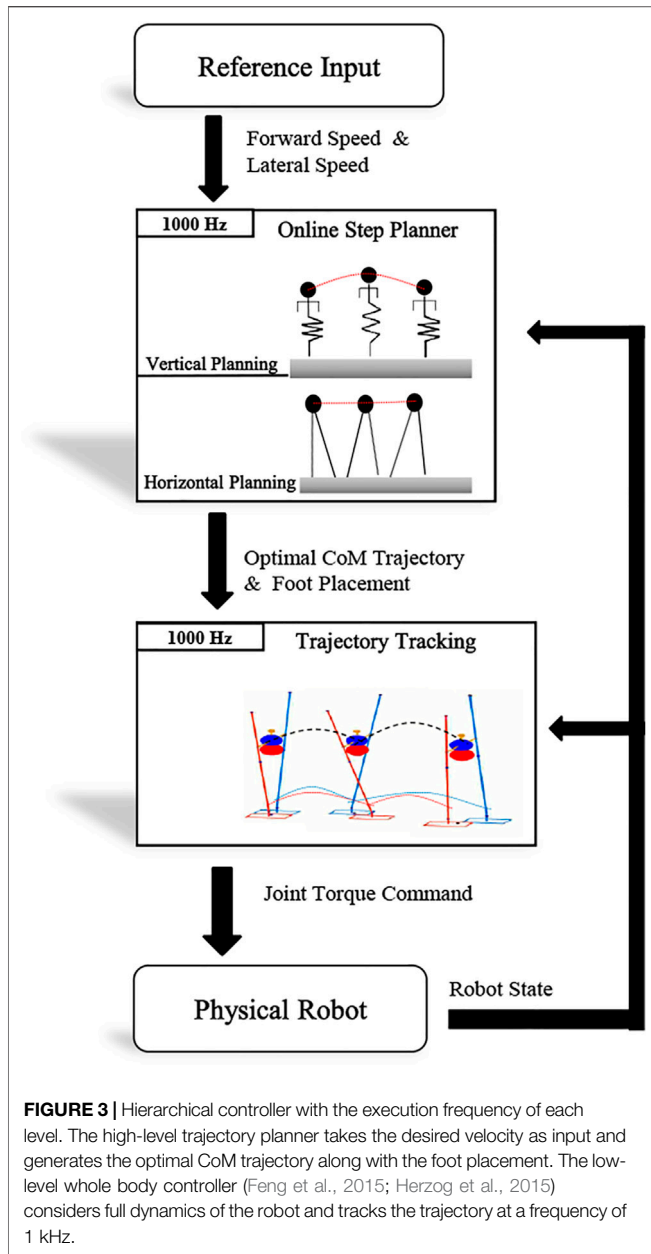 Reference Input
Forward Speed &
Lateral Speed
1000 Hz
Online Step Planner
Vertical Planning
Horizontal Planning
Optimal CoM Trajectory
& Foot Placement
1000 Hz
Trajectory Tracking
Joint Torque Command
Physical Robot
Robot State
FIGURE 3 | Hierarchical controller with the execution frequency of each
level. The high-level trajectory planner takes the desired velocity as input and
generates the optimal CoM trajectory along with the foot placement. The low-
level whole body controller (Feng et al., 2015; Herzog et al., 2015)
considers full dynamics of the robot and tracks the trajectory at a frequency of
1 kHz.